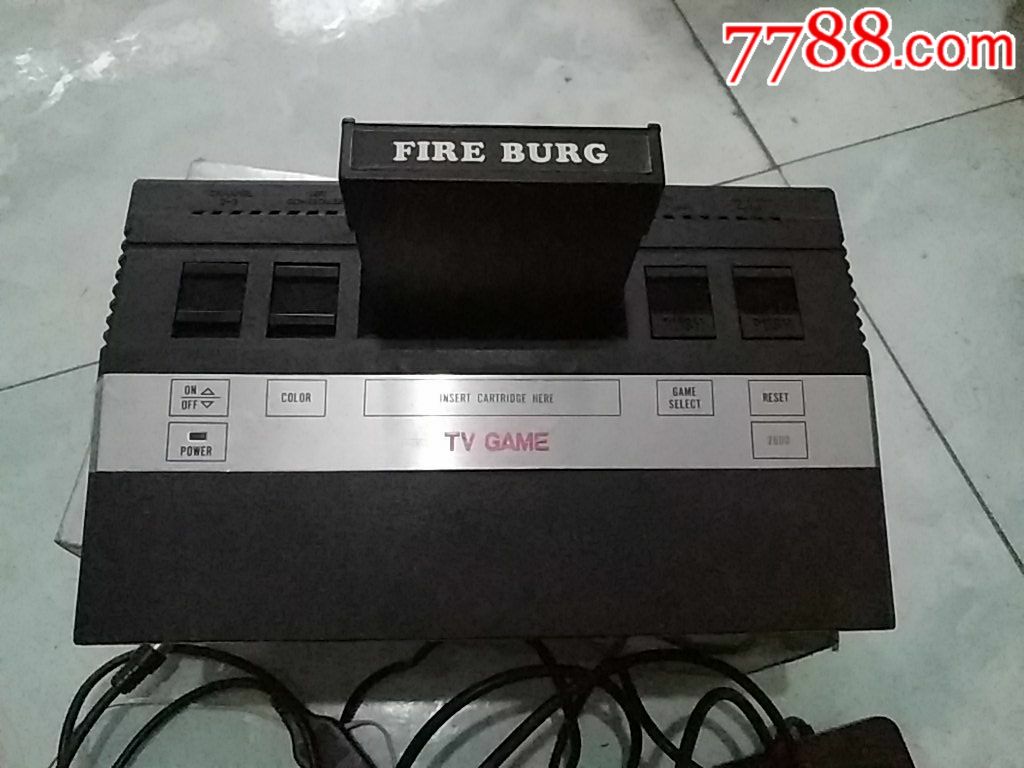 7788.com
FIRE BURG
ON
OFF
COLOR
INSERT CARTRIDGE HERE
GAME
SELECT
RESET
POWER
TV GAME
2600